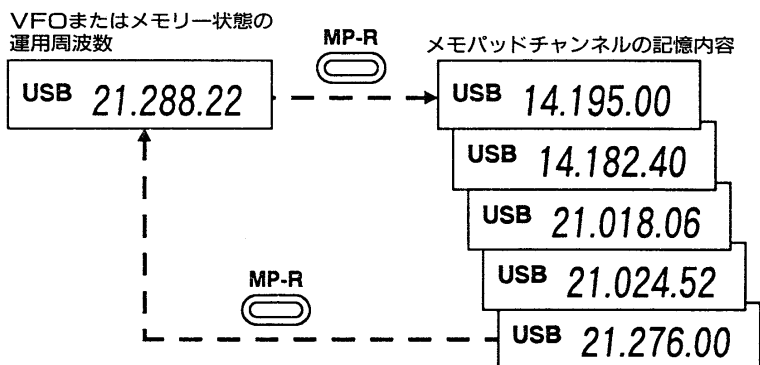 VFOまたはメモリー状態の
運用周波数
MP-R
メモパッドチャンネルの記憶内容
USB 21.288.22
USB 14.195.00
USB 14.182.40
USB 21.018.06
USB 21.024.52
MP-R
USB 21.276.00